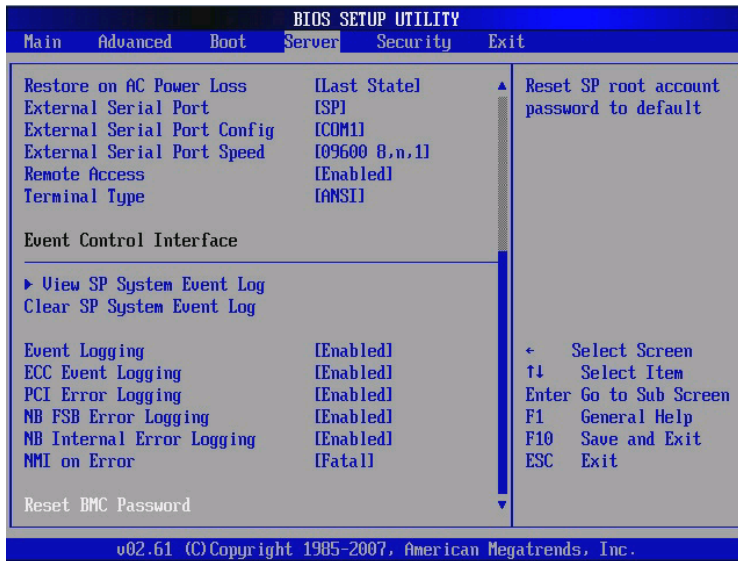 BIOS SETUP UTILITY
Main Advanced Boot Server Security Exit
Restore on AC Power Loss [Last State]
External Serial Port [SP]
External Serial Port Config [COM1]
External Serial Port Speed [09600 8,n,1]
Remote Access [Enabled]
Terminal Type [ANSI]
Event Control Interface
▶ View SP System Event Log
Clear SP System Event Log
Event Logging [Enabled]
ECC Event Logging [Enabled]
PCI Error Logging [Enabled]
NB FSB Error Logging [Enabled]
NB Internal Error Logging [Enabled]
NMI on Error [Fatal]
Reset BMC Password
Reset SP root account
password to default
← Select Screen
↑↓ Select Item
Enter Go to Sub Screen
F1 General Help
F10 Save and Exit
ESC Exit
v02.61 (C)Copyright 1985-2007, American Megatrends, Inc.